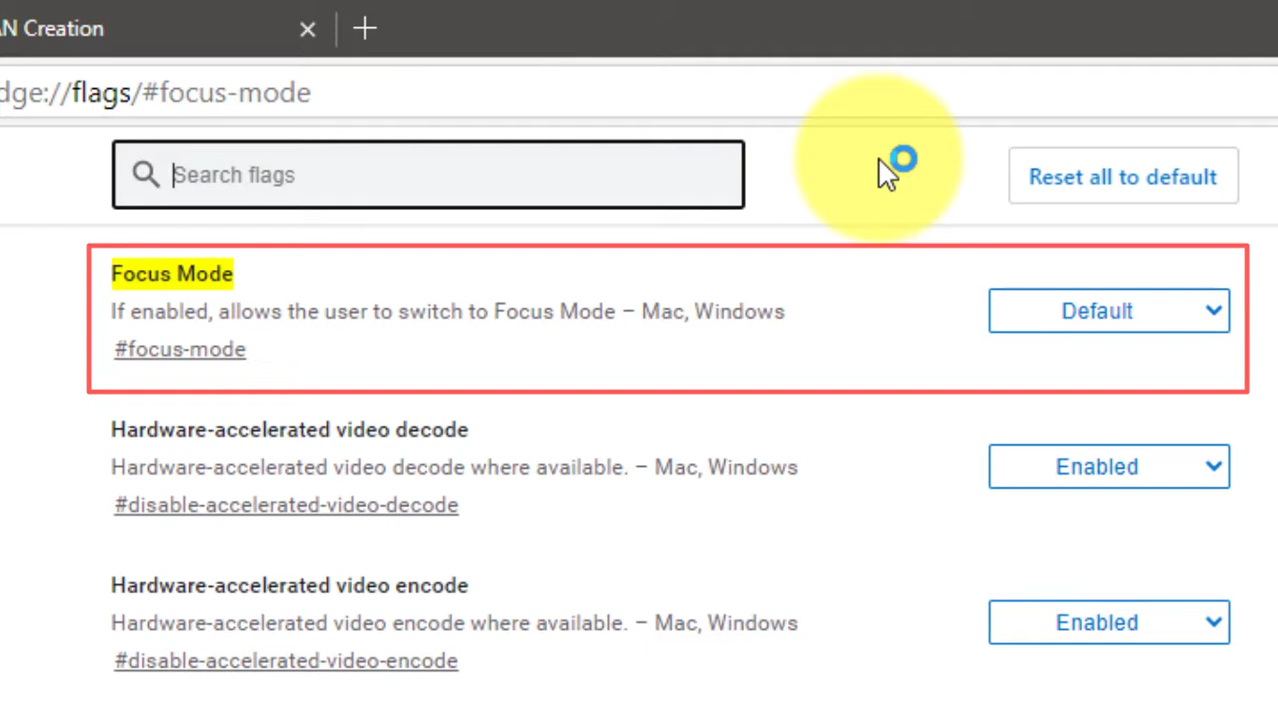 AN Creation
dge://flags/#focus-mode
Search flags
Reset all to default
Focus Mode
If enabled, allows the user to switch to Focus Mode – Mac, Windows
Default
#focus-mode
Hardware-accelerated video decode
Hardware-accelerated video decode where available. – Mac, Windows
Enabled
#disable-accelerated-video-decode
Hardware-accelerated video encode
Hardware-accelerated video encode where available. – Mac, Windows
Enabled
#disable-accelerated-video-encode